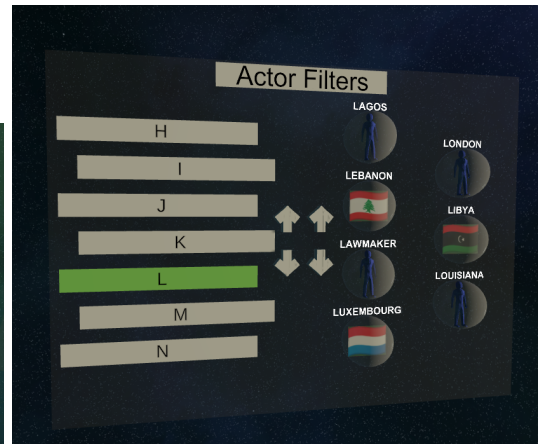 Actor Filters
H
I
J
K
L
M
N
LAGOS
LEBANON
LAWMAKER
LUXEMBOURG
LONDON
LIBYA
LOUISIANA